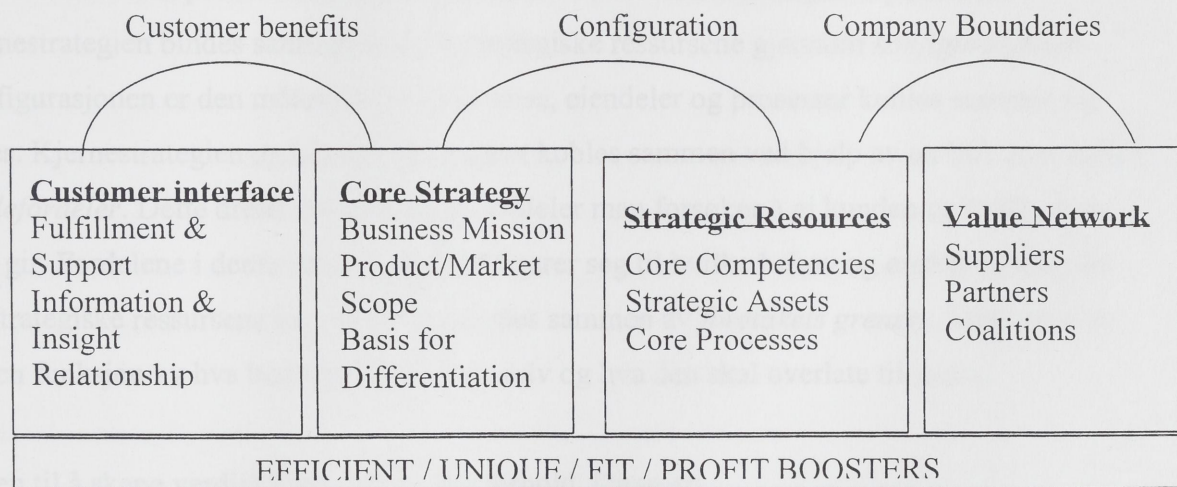 Customer benefits
Configuration
Company Boundaries
Customer interface
Fulfillment &
Support
Information &
Insight
Relationship
Core Strategy
Business Mission
Product/Market
Scope
Basis for
Differentiation
Strategic Resources
Core Competencies
Strategic Assets
Core Processes
Value Network
Suppliers
Partners
Coalitions
EFFICIENT / UNIQUE / FIT / PROFIT BOOSTERS